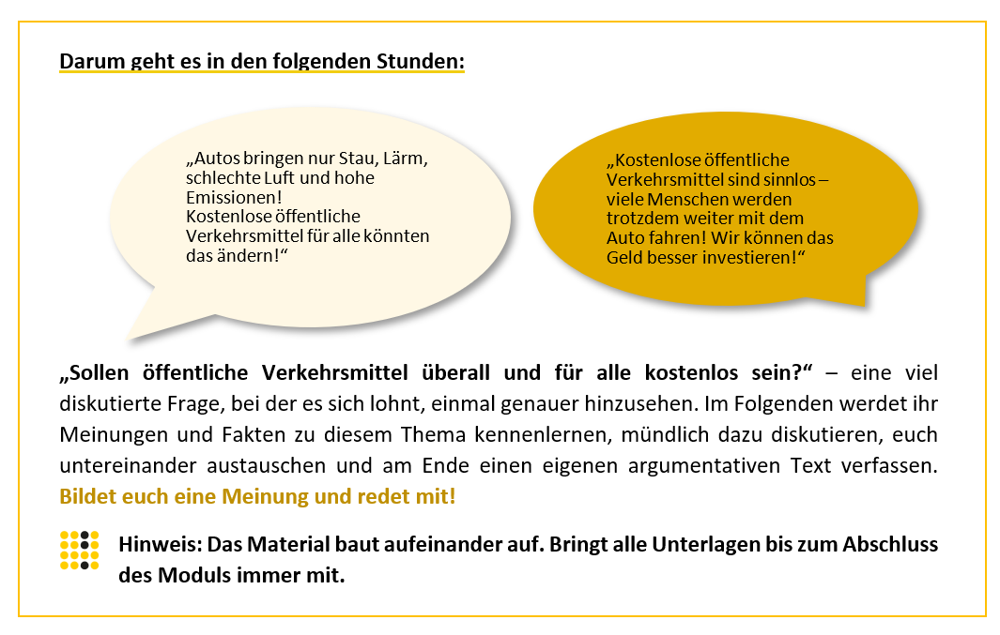 Darum geht es in den folgenden Stunden:
„Autos bringen nur Stau, Lärm,
schlechte Luft und hohe
Emissionen!
Kostenlose öffentliche
Verkehrsmittel für alle könnten
das ändern!“
„Kostenlose öffentliche
Verkehrsmittel sind sinnlos –
viele Menschen werden
trotzdem weiter mit dem
Auto fahren! Wir können das
Geld besser investieren!“
„Sollen öffentliche Verkehrsmittel überall und für alle kostenlos sein?“ – eine viel
diskutierte Frage, bei der es sich lohnt, einmal genauer hinzusehen. Im Folgenden werdet ihr
Meinungen und Fakten zu diesem Thema kennenlernen, mündlich dazu diskutieren, euch
untereinander austauschen und am Ende einen eigenen argumentativen Text verfassen.
Bildet euch eine Meinung und redet mit!
Hinweis: Das Material baut aufeinander auf. Bringt alle Unterlagen bis zum Abschluss
des Moduls immer mit.